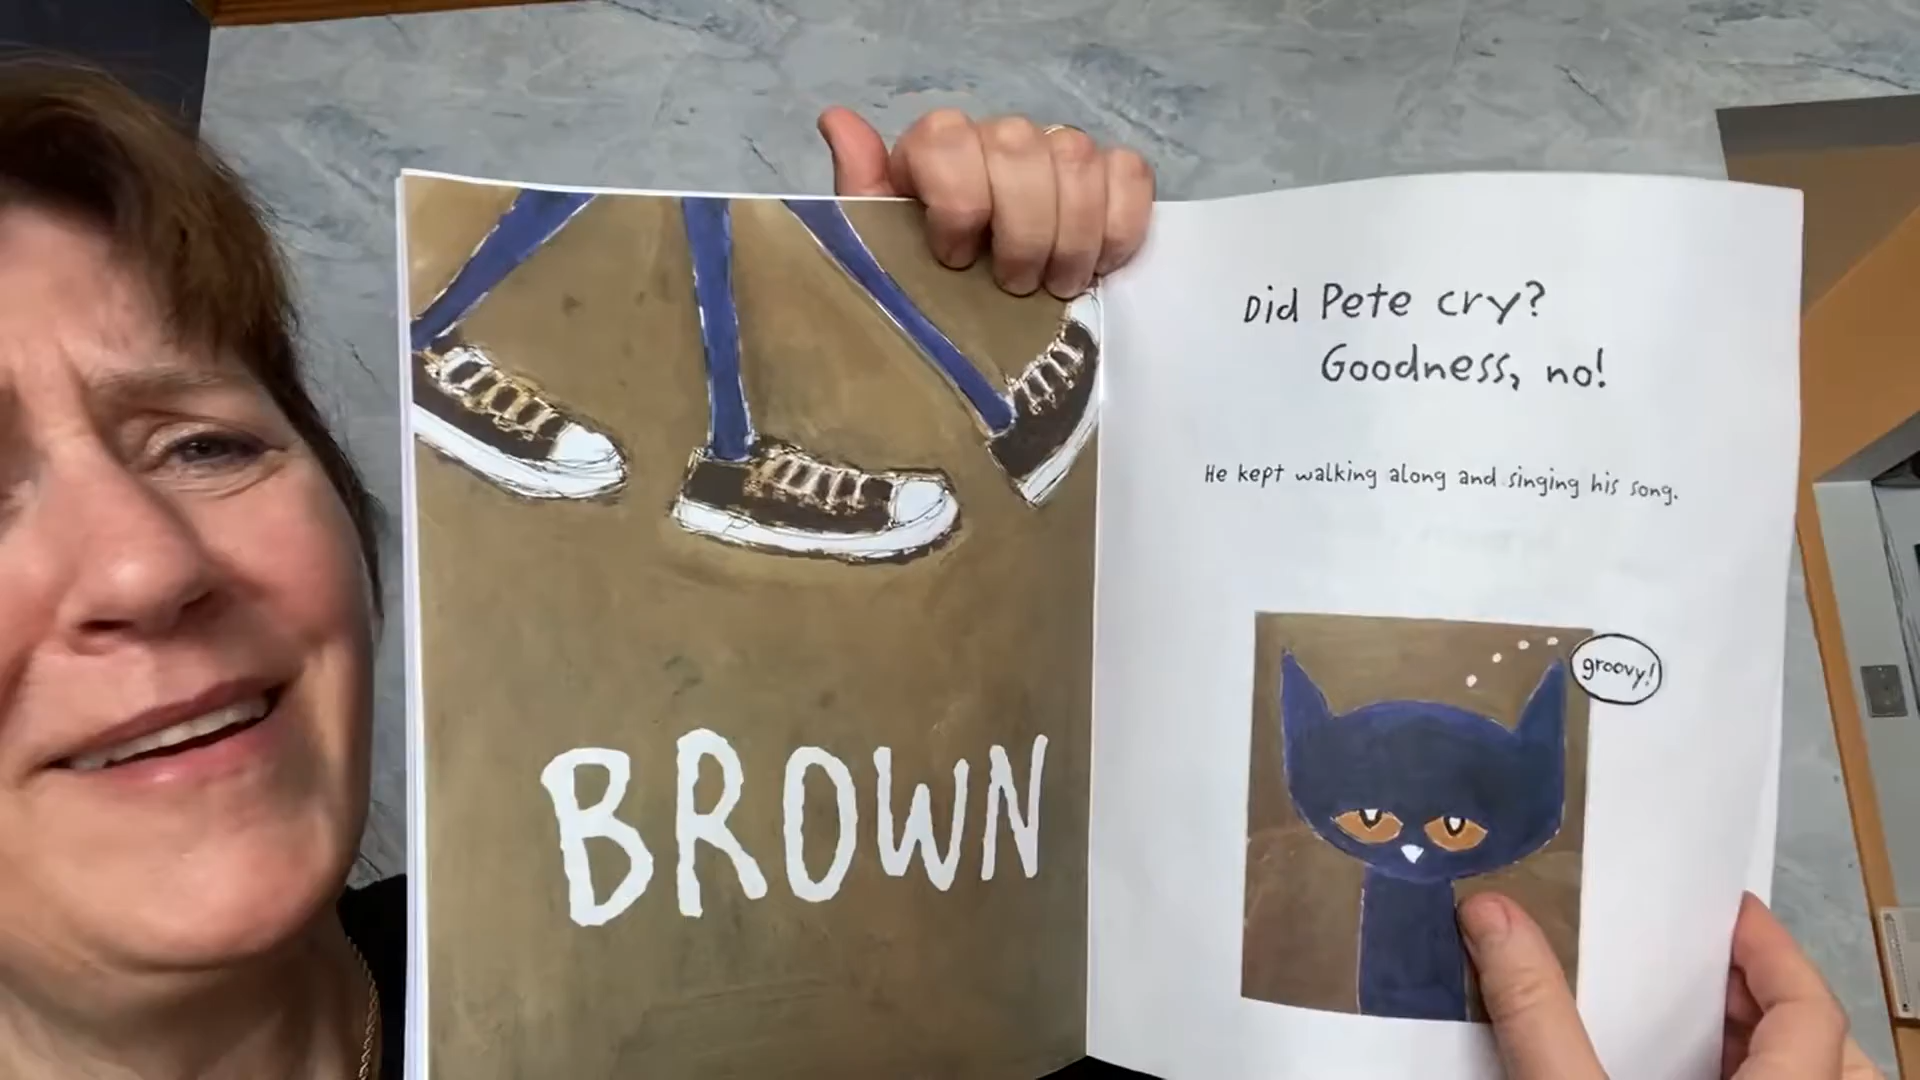 BROWN
Did Pete cry?
Goodness, no!
He kept walking along and singing his song.
groovy!